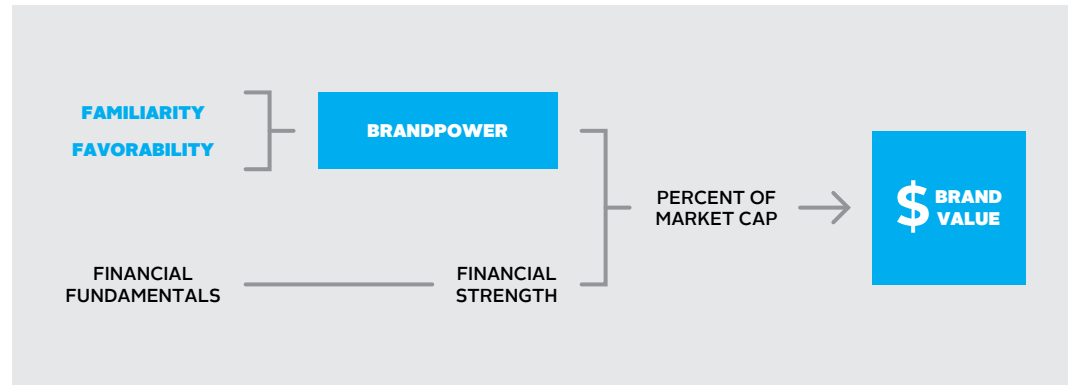 FAMILIARITY
FAVORABILITY
BRANDPOWER
FINANCIAL
FUNDAMENTALS
FINANCIAL
STRENGTH
PERCENT OF
MARKET CAP
$ BRAND
VALUE